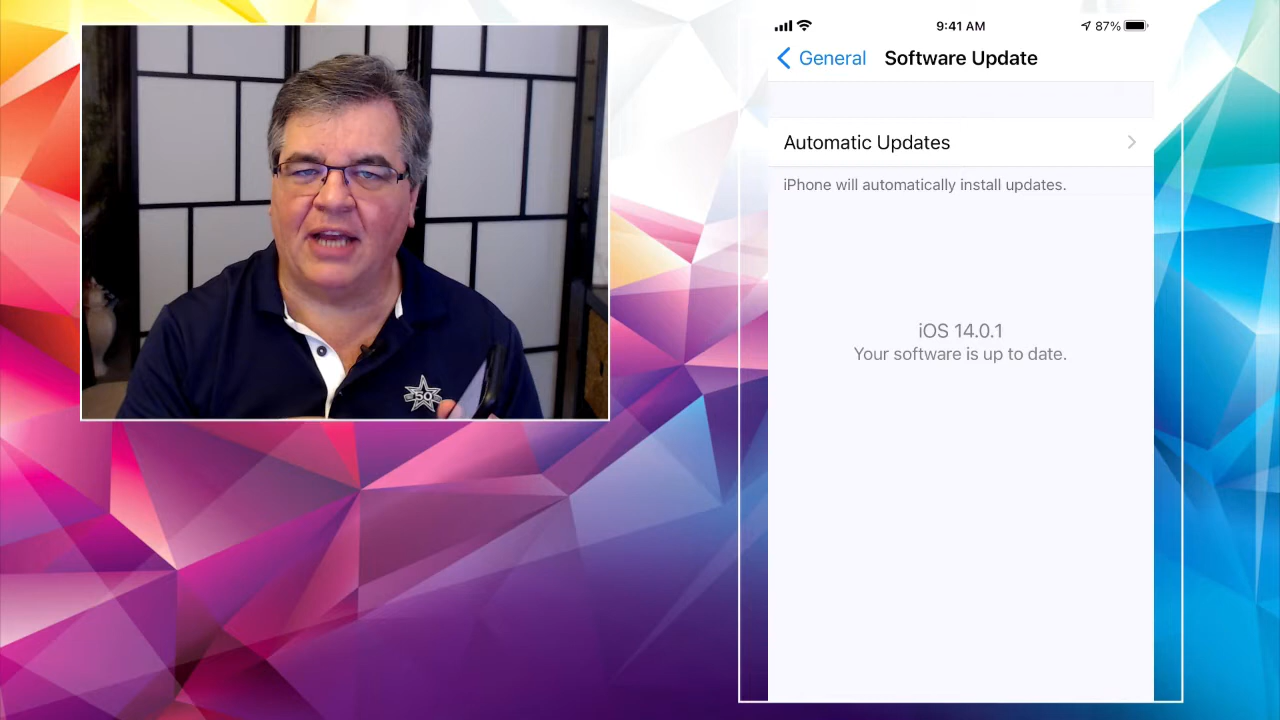 50
9:41 AM
87%
General
Software Update
Automatic Updates
iPhone will automatically install updates.
iOS 14.0.1
Your software is up to date.